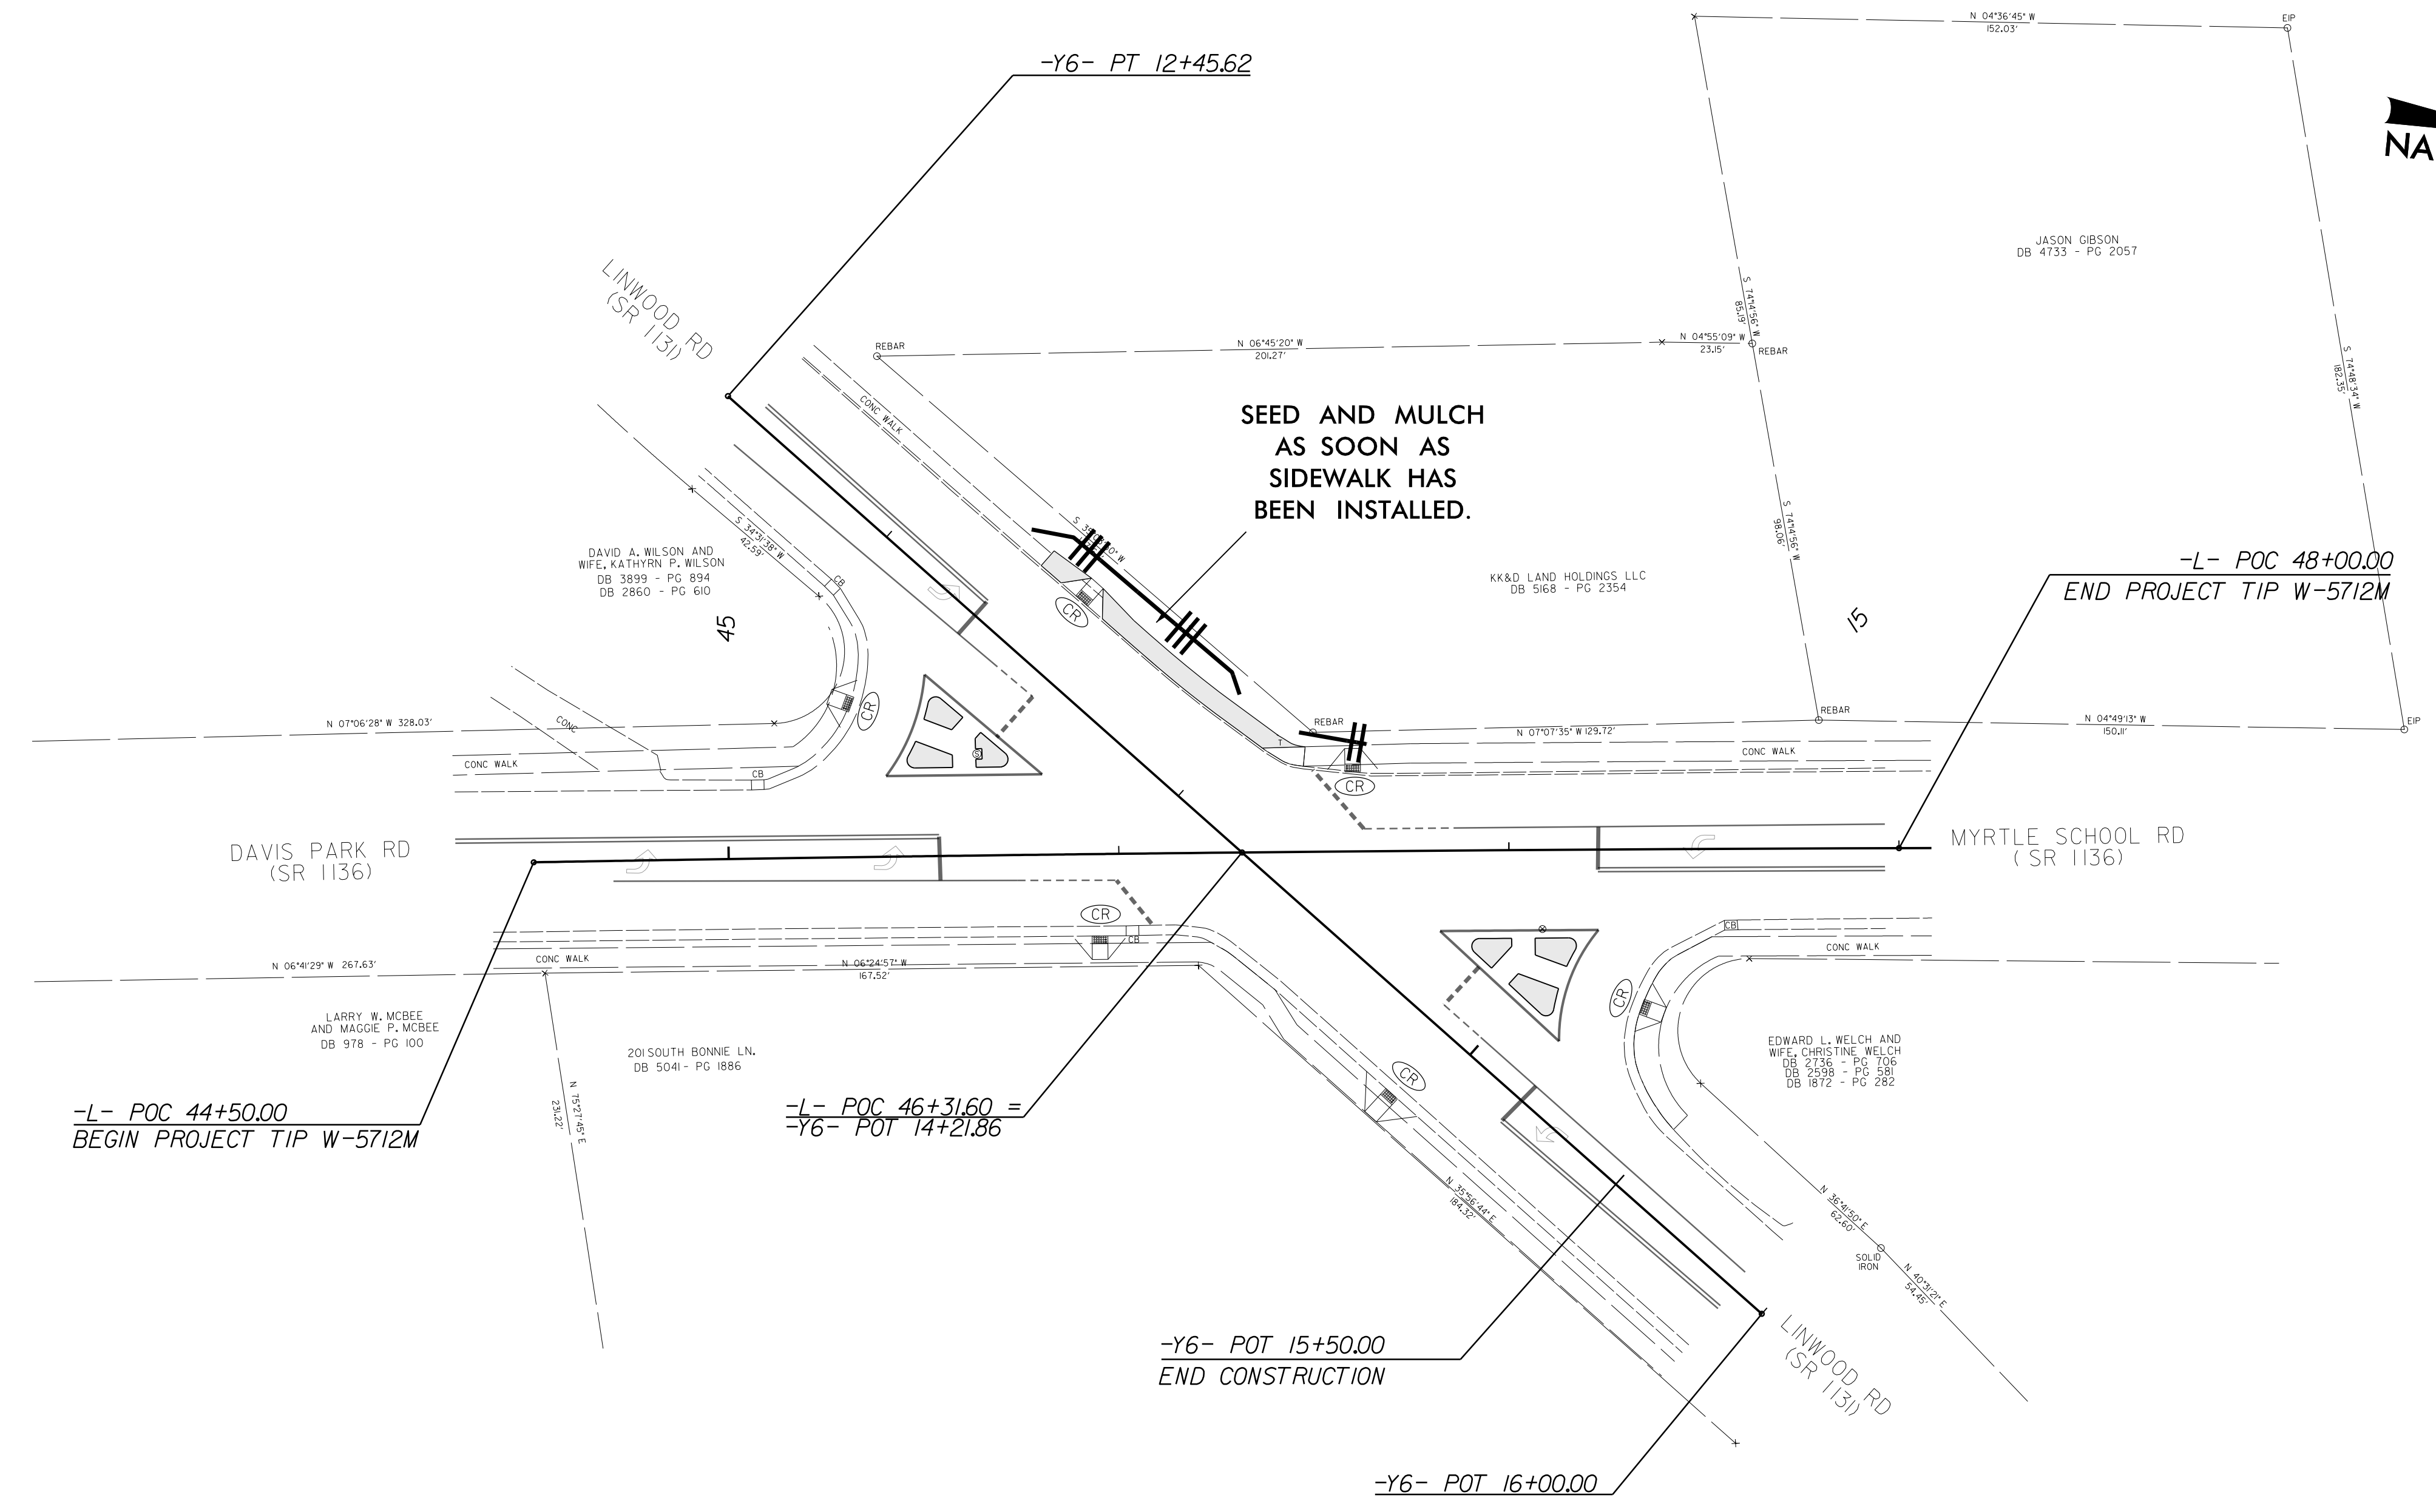 N 04°36'45" W
152.03'
EIP
-Y6- PT 12+45.62
NA
JASON GIBSON
DB 4733 - PG 2057
LINWOOD RD
(SR 1131)
S 74°14'56" W
85.19'
REBAR
N 06°45'20" W
201.27'
N 04°55'09" W
23.15'
REBAR
S 74°48'34" W
182.35'
CONC WALK
SEED AND MULCH
AS SOON AS
SIDEWALK HAS
BEEN INSTALLED.
S 74°14'56" W
98.06'
S 34°31'38" W
42.59'
DAVID A. WILSON AND
WIFE, KATHYRN P. WILSON
DB 3899 - PG 894
DB 2860 - PG 610
CB
KK&D LAND HOLDINGS LLC
DB 5168 - PG 2354
-L- POC 48+00.00
END PROJECT TIP W-5712M
CR
45
15
CR
N 07°06'28" W 328.03'
CONC
S
REBAR
T
N 07°07'35" W 129.72'
REBAR
N 04°49'13" W
150.11'
EIP
CONC WALK
CONC WALK
CB
CR
DAVIS PARK RD
(SR 1136)
MYRTLE SCHOOL RD
( SR 1136)
CR
CB
CB
CONC WALK
N 06°41'29" W 267.63'
CONC WALK
N 06°24'57" W
167.52'
CR
LARRY W. MCBEE
AND MAGGIE P. MCBEE
DB 978 - PG 100
201 SOUTH BONNIE LN.
DB 5041 - PG 1886
EDWARD L. WELCH AND
WIFE, CHRISTINE WELCH
DB 2736 - PG 706
DB 2598 - PG 581
DB 1872 - PG 282
CR
N 75°27'45" E
231.22'
-L- POC 44+50.00
BEGIN PROJECT TIP W-5712M
-L- POC 46+31.60 =
-Y6- POT 14+21.86
N 35°56'44" E
184.32'
N 36°41'50" E
62.60'
SOLID
IRON
N 40°31'21" E
54.45'
-Y6- POT 15+50.00
END CONSTRUCTION
LINWOOD RD
(SR 1131)
-Y6- POT 16+00.00